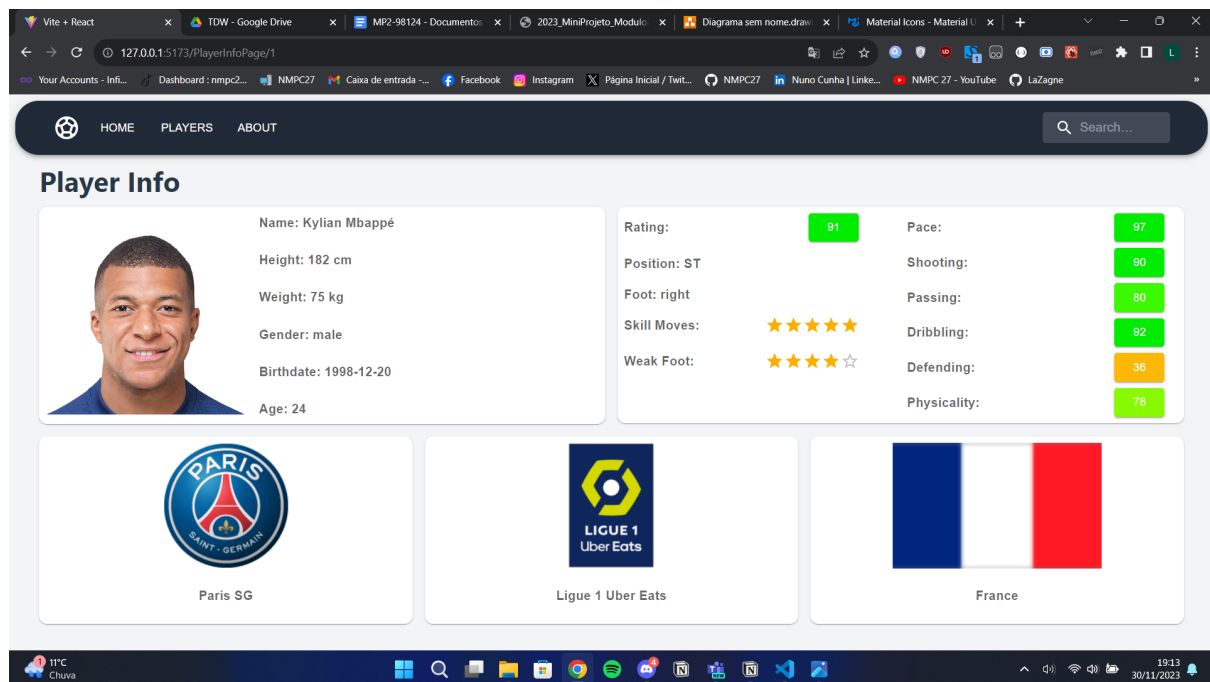 Vite + React
TDW - Google Drive
MP2-98124 - Documentos
2023_MiniProjeto_Modulo
Diagrama sem nome.draw
Material Icons - Material U
127.0.0.1:5173/PlayerInfoPage/1
L
Your Accounts - Infi...
Dashboard : nmpc2...
NMPC27
Caixa de entrada -...
Facebook
Instagram
Página Inicial / Twit...
NMPC27
Nuno Cunha | Linke...
NMPC 27 - YouTube
LaZagne
»
HOME PLAYERS ABOUT
Search...
Player Info
Name: Kylian Mbappé
Height: 182 cm
Weight: 75 kg
Gender: male
Birthdate: 1998-12-20
Age: 24
Rating: 91
Position: ST
Foot: right
Skill Moves:
Weak Foot:
Pace: 97
Shooting: 90
Passing: 80
Dribbling: 92
Defending: 36
Physicality: 78
PARIS
SAINT-GERMAIN
Paris SG
LIGUE 1
Uber Eats
Ligue 1 Uber Eats
France
1
11°C
Chuva
4
19:13
30/11/2023